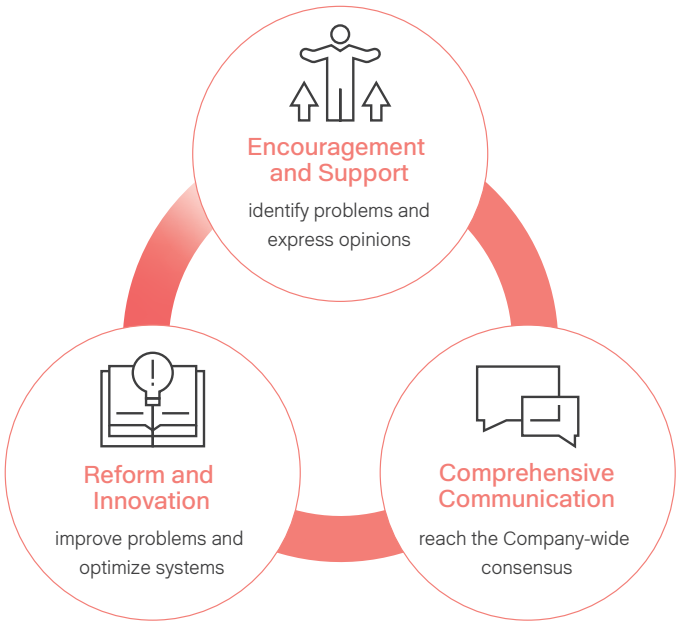 Encouragement
and Support
identify problems and
express opinions
Reform and
Innovation
improve problems and
optimize systems
Comprehensive
Communication
reach the Company-wide
consensus